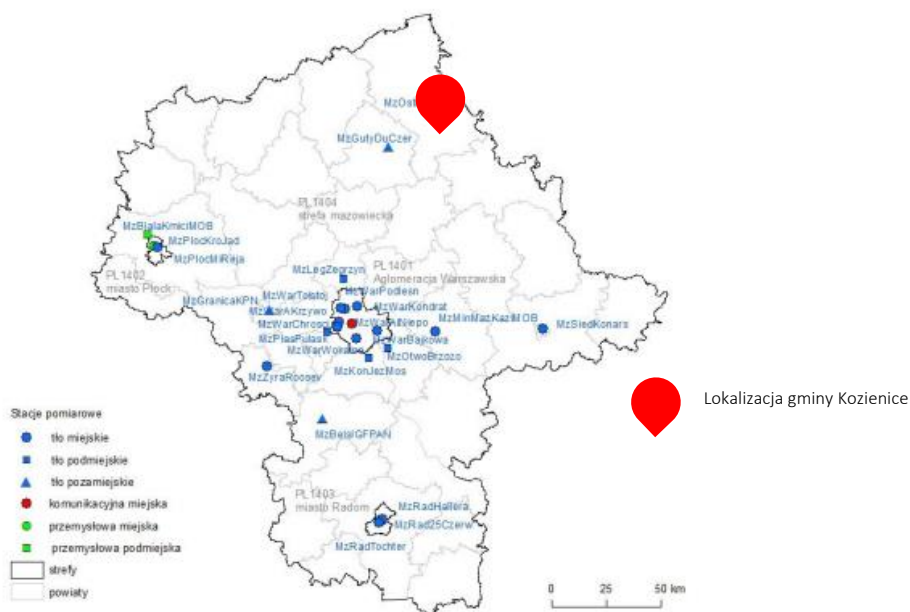 MzOst
MzGutyDuCzer
PL1404
strefa mazowiecka
MzBialaKmiciMOB
MzPlocKroJad
MzPlocMiReja
PL1402
miasto Płock
MzLegZegrzyn
PL1401
Aglomeracja Warszawska
MzWarTolstoj
MzWarPodlesn
MzGranicaKPN
MzWarKondrat
MzWarChrosc
MzWarAlNiepo
MzMinMazKaziMOB
MzSiedKonars
MzPiasPulask
MzWarBajkowa
MzWarWokalna
MzOtwoBrzozo
MzKonJezMos
MzZyraRoosev
MzBelsIGFPAN
PL1403
miasto Radom
MzRadHallera
MzRad25Czerw
MzRadTochter
Lokalizacja gminy Kozienice
Stacje pomiarowe
tło miejskie
tło podmiejskie
tło pozamiejskie
komunikacyjna miejska
przemysłowa miejska
przemysłowa podmiejska
strefy
powiaty
0 25 50 km